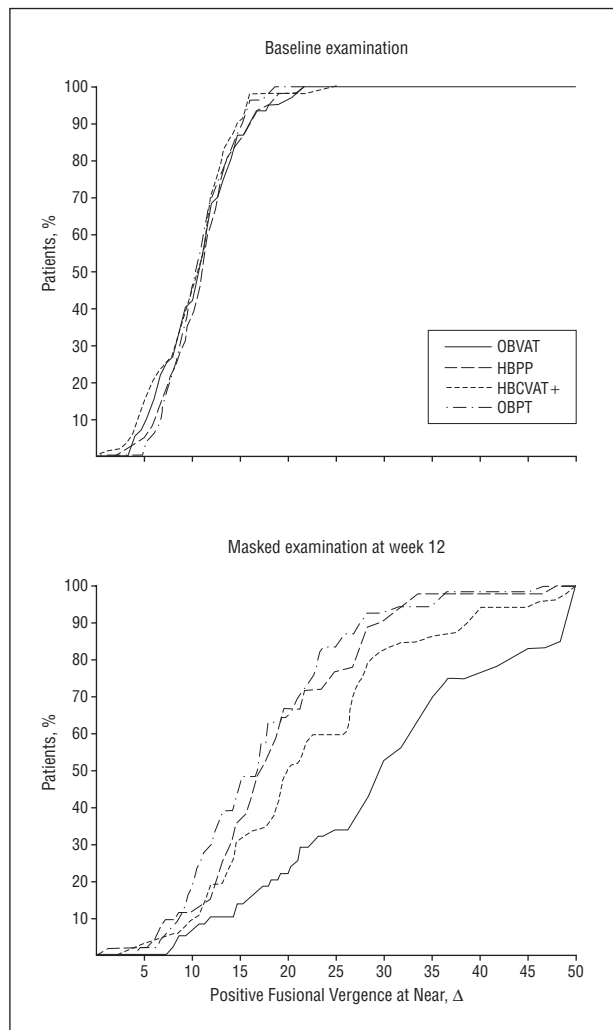 Baseline examination
100
90
80
70
60
50
40
30
20
10
Patients, %
OBVAT
HBPP
HBCVAT+
OBPT
Masked examination at week 12
100
90
80
70
60
50
40
30
20
10
Patients, %
5 10 15 20 25 30 35 40 45 50
Positive Fusional Vergence at Near, Δ